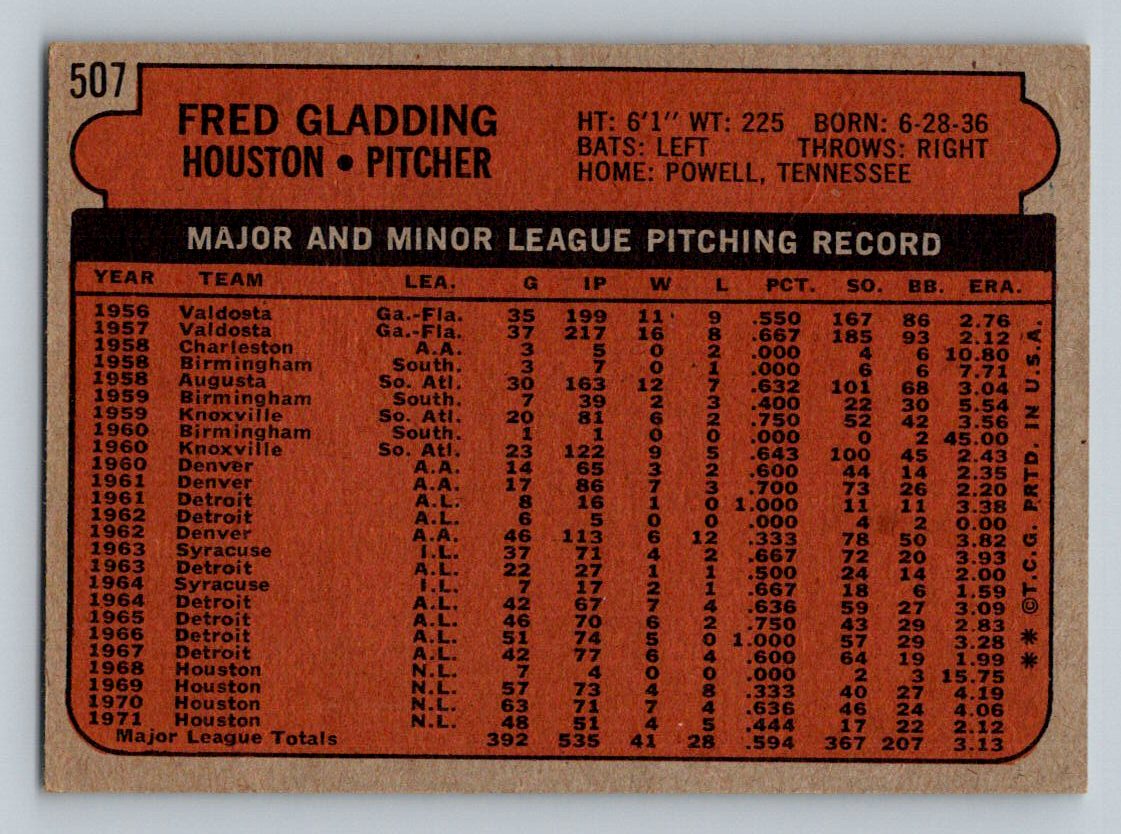 507
FRED GLADDING
HOUSTON • PITCHER
HT: 6'1" WT: 225 BORN: 6-28-36
BATS: LEFT THROWS: RIGHT
HOME: POWELL, TENNESSEE
MAJOR AND MINOR LEAGUE PITCHING RECORD
YEAR TEAM LEA. G IP W L PCT. SO. BB. ERA.
1956 Valdosta Ga.-Fla. 35 199 11 9 .550 167 86 2.76
1957 Valdosta Ga.-Fla. 37 217 16 8 .667 185 93 2.12
1958 Charleston A.A. 3 5 0 2 .000 4 6 10.80
1958 Birmingham South. 3 7 0 1 .000 6 6 7.71
1958 Augusta So. Atl. 30 163 12 7 .632 101 68 3.04
1959 Birmingham South. 7 39 2 3 .400 22 30 5.54
1959 Knoxville So. Atl. 20 81 6 2 .750 52 42 3.56
1960 Birmingham South. 1 1 0 0 .000 0 2 45.00
1960 Knoxville So. Atl. 23 122 9 5 .643 100 45 2.43
1960 Denver A.A. 14 65 3 2 .600 44 14 2.35
1961 Denver A.A. 17 86 7 3 .700 73 26 2.20
1961 Detroit A.L. 8 16 1 0 1.000 11 11 3.38
1962 Detroit A.L. 6 5 0 0 .000 4 2 0.00
1962 Denver A.A. 46 113 6 12 .333 78 50 3.82
1963 Syracuse I.L. 37 71 4 2 .667 72 20 3.93
1963 Detroit A.L. 22 27 1 1 .500 24 14 2.00
1964 Syracuse I.L. 7 17 2 1 .667 18 6 1.59
1964 Detroit A.L. 42 67 7 4 .636 59 27 3.09
1965 Detroit A.L. 46 70 6 2 .750 43 29 2.83
1966 Detroit A.L. 51 74 5 0 1.000 57 29 3.28
1967 Detroit A.L. 42 77 6 4 .600 64 19 1.99
1968 Houston N.L. 7 4 0 0 .000 2 3 15.75
1969 Houston N.L. 57 73 4 8 .333 40 27 4.19
1970 Houston N.L. 63 71 7 4 .636 46 24 4.06
1971 Houston N.L. 48 51 4 5 .444 17 22 2.12
Major League Totals 392 535 41 28 .594 367 207 3.13
** ©T.C.G. PRTD. IN U.S.A.